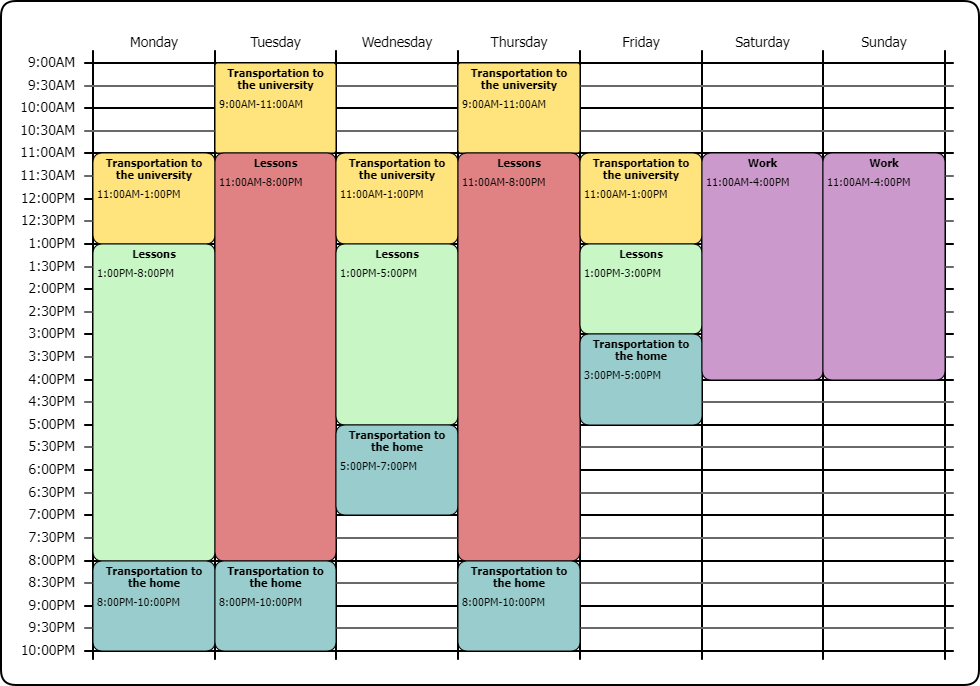 Monday Tuesday Wednesday Thursday Friday Saturday Sunday
9:00AM
9:30AM
10:00AM
10:30AM
11:00AM
11:30AM
12:00PM
12:30PM
1:00PM
1:30PM
2:00PM
2:30PM
3:00PM
3:30PM
4:00PM
4:30PM
5:00PM
5:30PM
6:00PM
6:30PM
7:00PM
7:30PM
8:00PM
8:30PM
9:00PM
9:30PM
10:00PM
Transportation to
the university
11:00AM-1:00PM
Lessons
1:00PM-8:00PM
Transportation to
the home
8:00PM-10:00PM
Transportation to
the university
9:00AM-11:00AM
Lessons
11:00AM-8:00PM
Transportation to
the home
8:00PM-10:00PM
Transportation to
the university
11:00AM-1:00PM
Lessons
1:00PM-5:00PM
Transportation to
the home
5:00PM-7:00PM
Transportation to
the university
9:00AM-11:00AM
Lessons
11:00AM-8:00PM
Transportation to
the home
8:00PM-10:00PM
Transportation to
the university
11:00AM-1:00PM
Lessons
1:00PM-3:00PM
Transportation to
the home
3:00PM-5:00PM
Work
11:00AM-4:00PM
Work
11:00AM-4:00PM